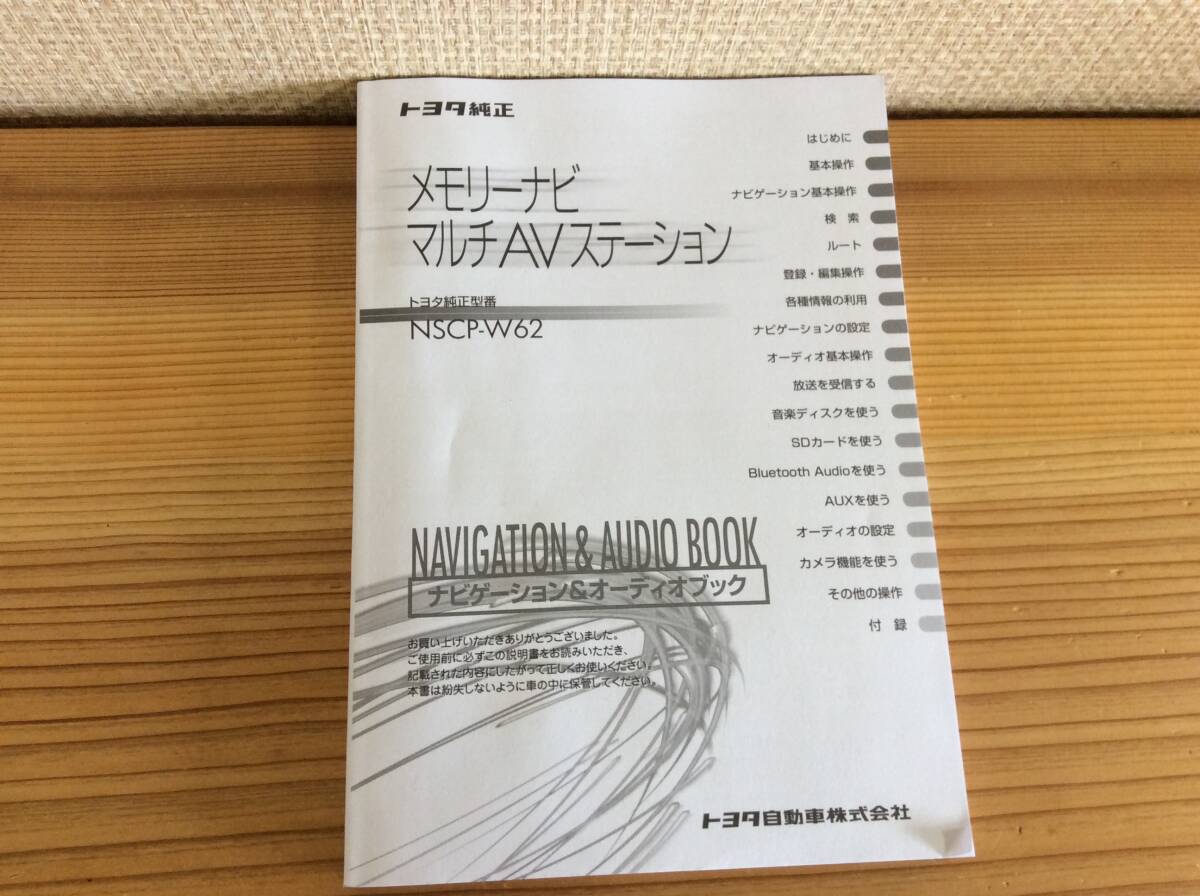 トヨタ純正
メモリーナビ
マルチAVステーション
トヨタ純正型番
NSCP-W62
はじめに
基本操作
ナビゲーション基本操作
検 索
ルート
登録・編集操作
各種情報の利用
ナビゲーションの設定
オーディオ基本操作
放送を受信する
音楽ディスクを使う
SDカードを使う
Bluetooth Audioを使う
AUXを使う
オーディオの設定
カメラ機能を使う
その他の操作
付 録
NAVIGATION & AUDIO BOOK
ナビゲーション&オーディオブック
お買い上げいただきありがとうございました。
ご使用前に必ずこの説明書をお読みいただき、
記載された内容にしたがって正しくお使いください。
本書は紛失しないように車の中に保管してください。
トヨタ自動車株式会社